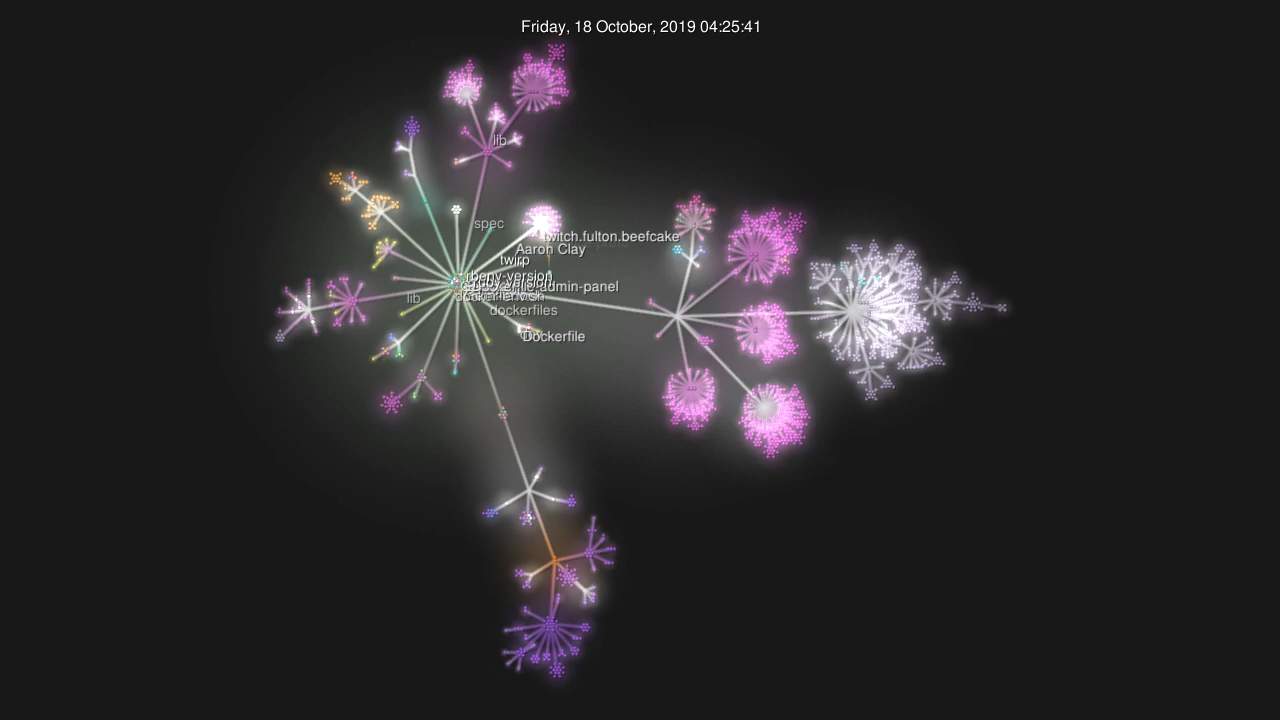 Friday, 18 October, 2019 04:25:41
lib
spec
twitch.fulton.beefcake
Aaron Clay
twirp
.rbenv-version
-admin-panel
lib
dockerfiles
Dockerfile